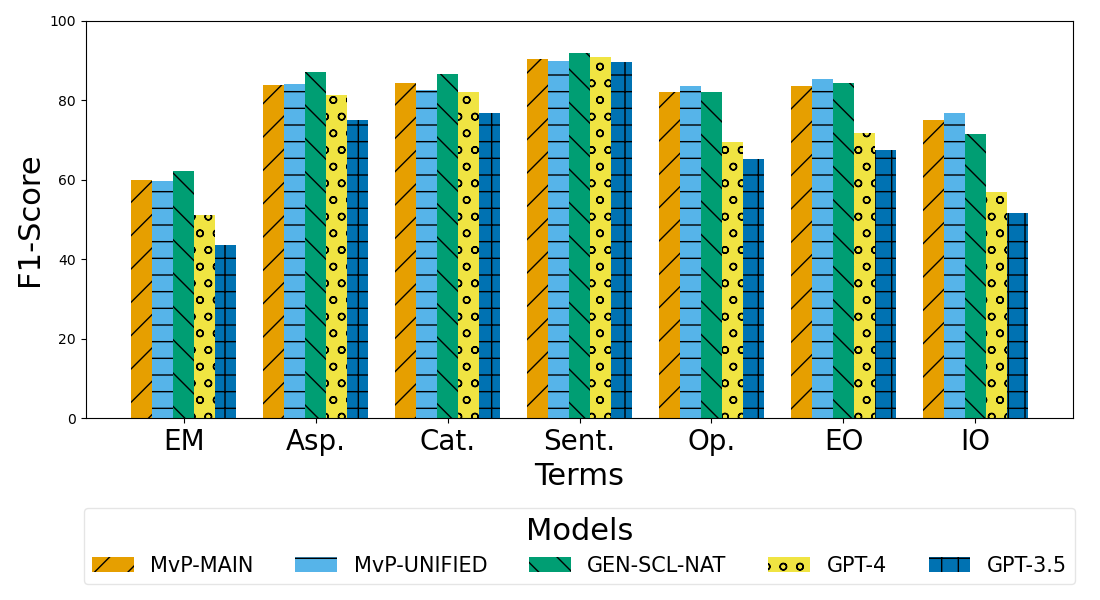 100
80
60
40
20
0
F1-Score
EM Asp. Cat. Sent. Op. EO IO
Terms
Models
MvP-MAIN MvP-UNIFIED GEN-SCL-NAT GPT-4 GPT-3.5